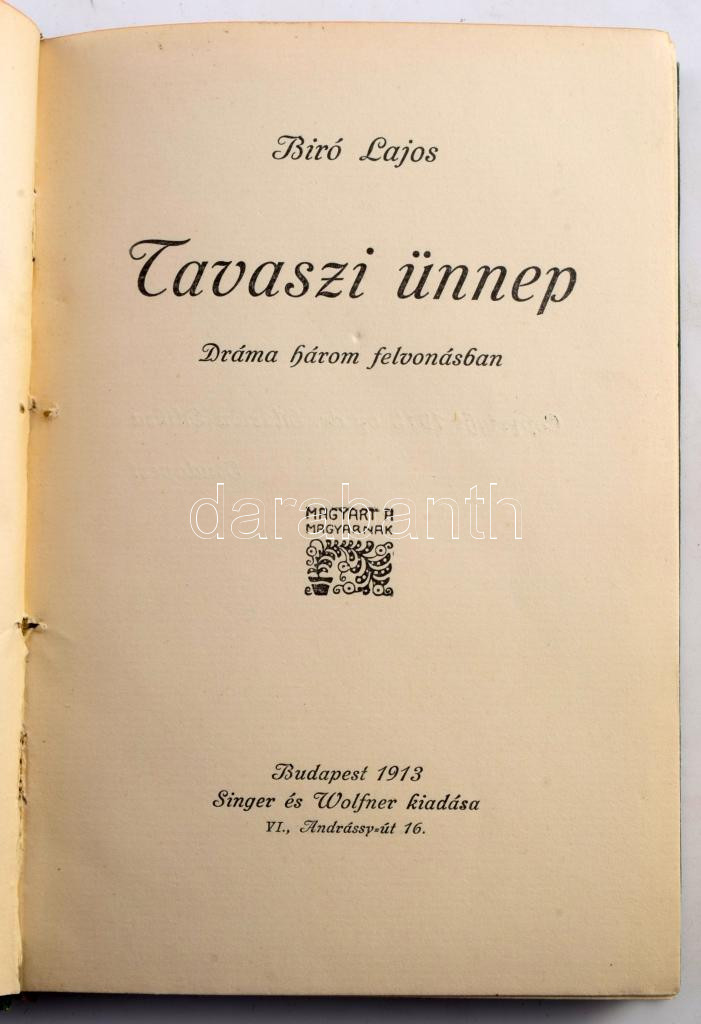 Biró Lajos
Tavaszi ünnep
Dráma három felvonásban
MAGYART A
MAGYARNAK
darabanth
Budapest 1913
Singer és Wolfner kiadása
VI., Andrássy-út 16.